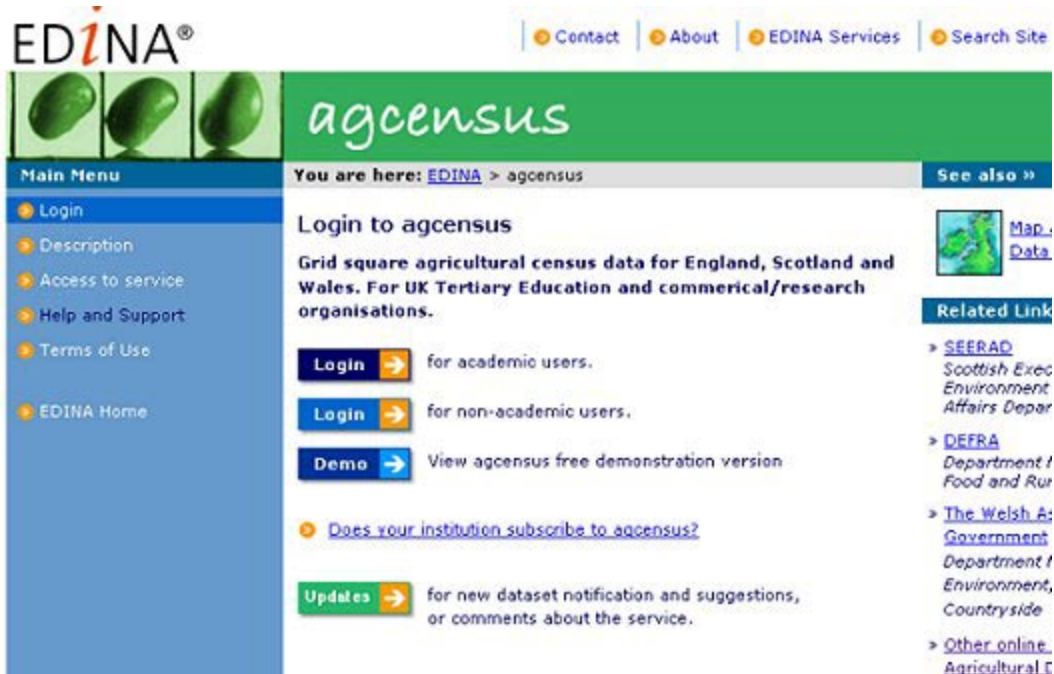 EDiNA®
Contact
About
EDINA Services
Search Site
agcensus
Main Menu
You are here: EDINA > agcensus
See also »
Login
Description
Access to service
Help and Support
Terms of Use
EDINA Home
Login to agcensus
Grid square agricultural census data for England, Scotland and
Wales. For UK Tertiary Education and commerical/research
organisations.
Login for academic users.
Login for non-academic users.
Demo View agcensus free demonstration version
Does your institution subscribe to agcensus?
Updates for new dataset notification and suggestions,
or comments about the service.
Map
Data
Related Link
» SEERAD
Scottish Exec
Environment
Affairs Depar
» DEFRA
Department f
Food and Rur
» The Welsh As
Government
Department f
Environment,
Countryside
» Other online
Agricultural D